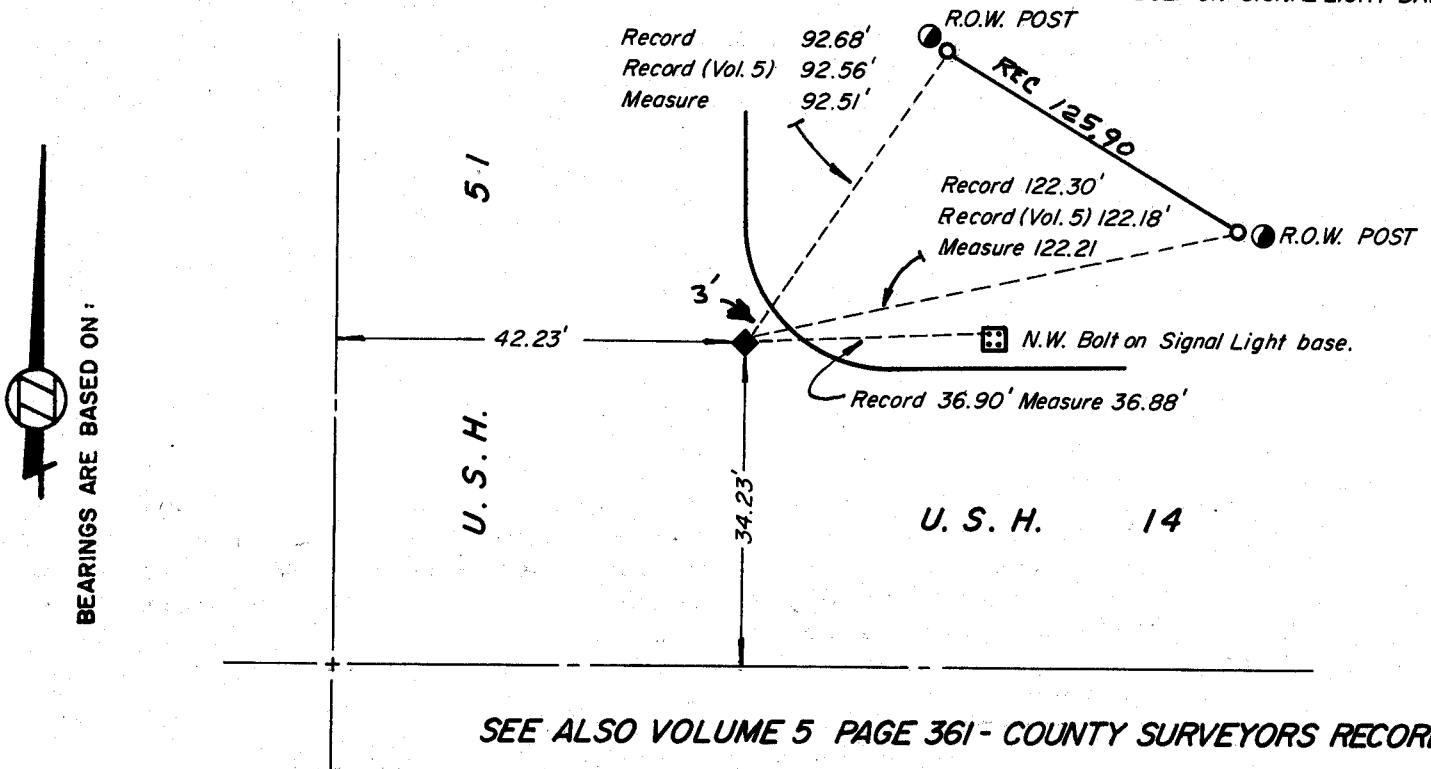 R.O.W. POST
Record 92.68'
Record (Vol. 5) 92.56'
Measure 92.51'
REC 125.90
Record 122.30'
Record (Vol. 5) 122.18'
Measure 122.21
R.O.W. POST
51
3'
42.23'
N.W. Bolt on Signal Light base.
Record 36.90' Measure 36.88'
BEARINGS ARE BASED ON :
U. S. H.
34.23'
U. S. H. 14
SEE ALSO VOLUME 5 PAGE 361 - COUNTY SURVEYORS RECORD